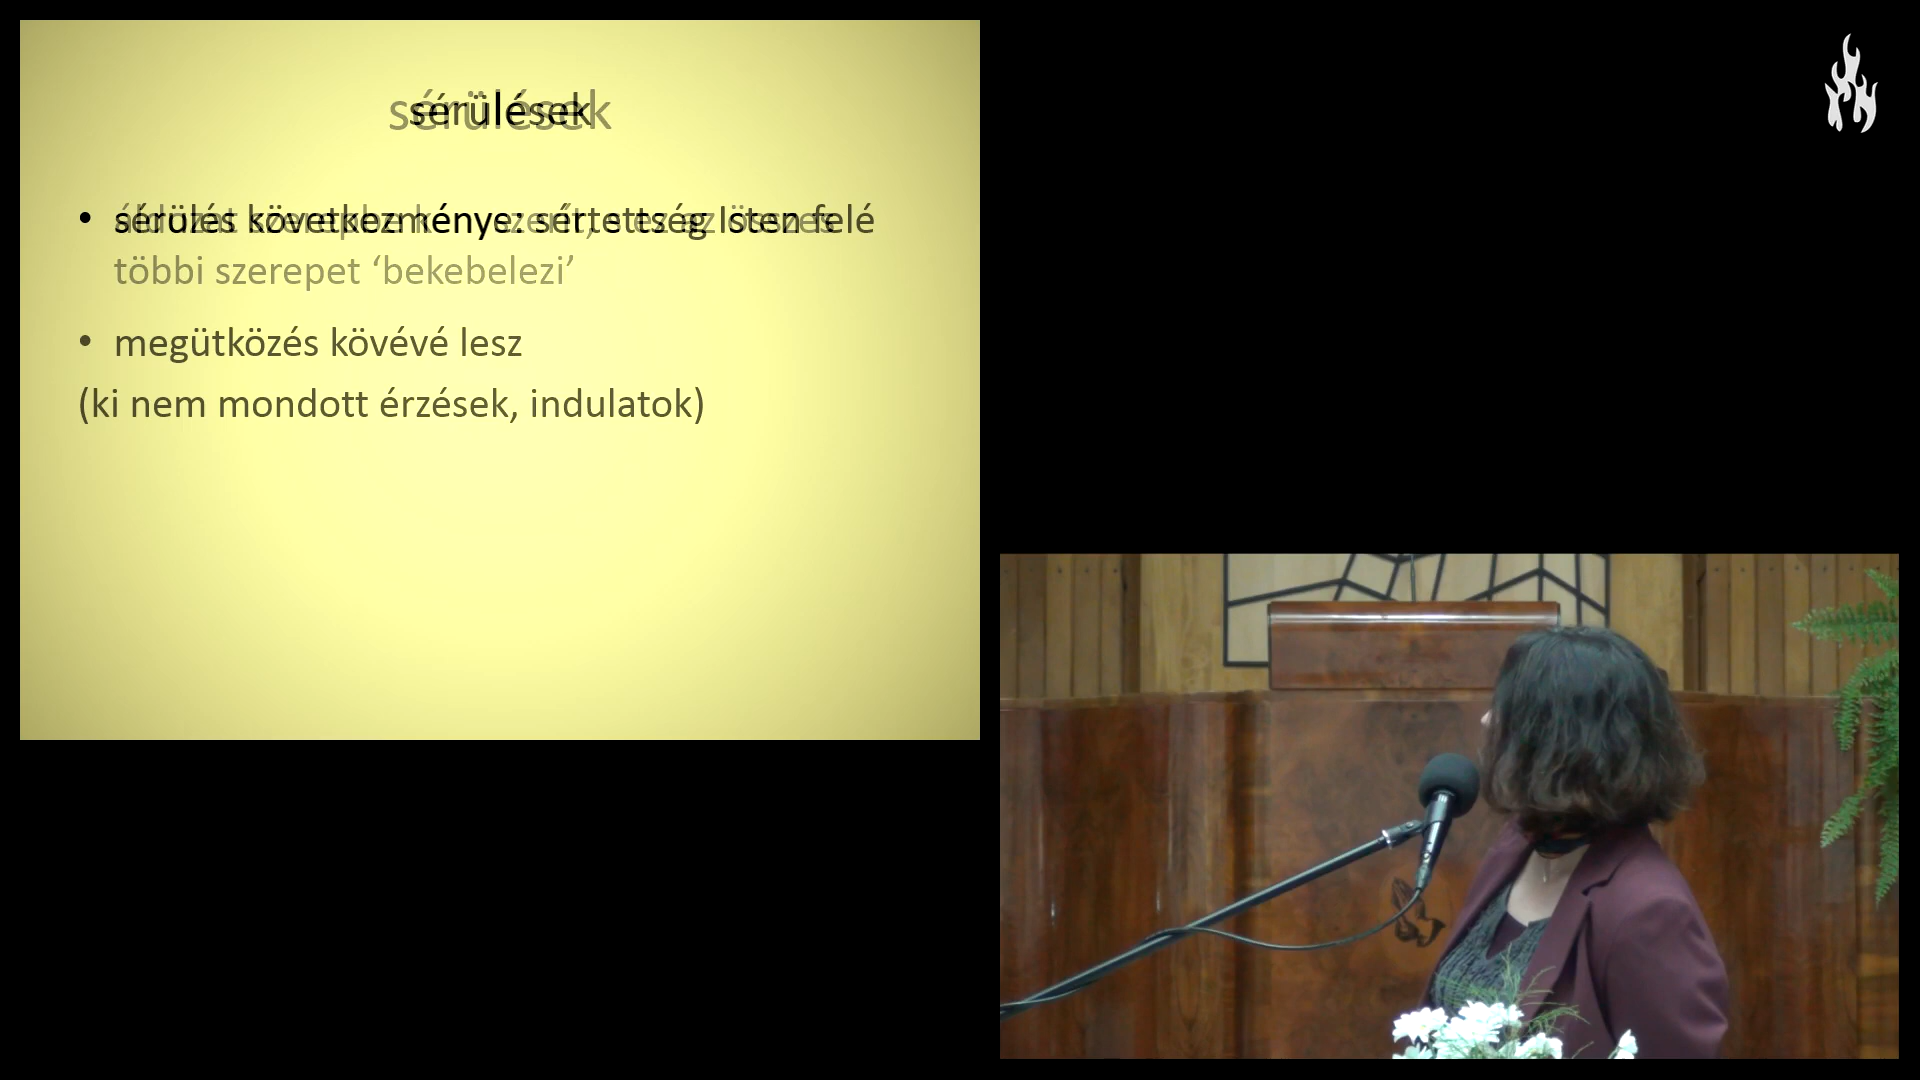 sérülések
• sérülés következménye: sértettség Isten felé
többi szerepet ‘bekebelezi’
• megütközés kövévé lesz
(ki nem mondott érzések, indulatok)